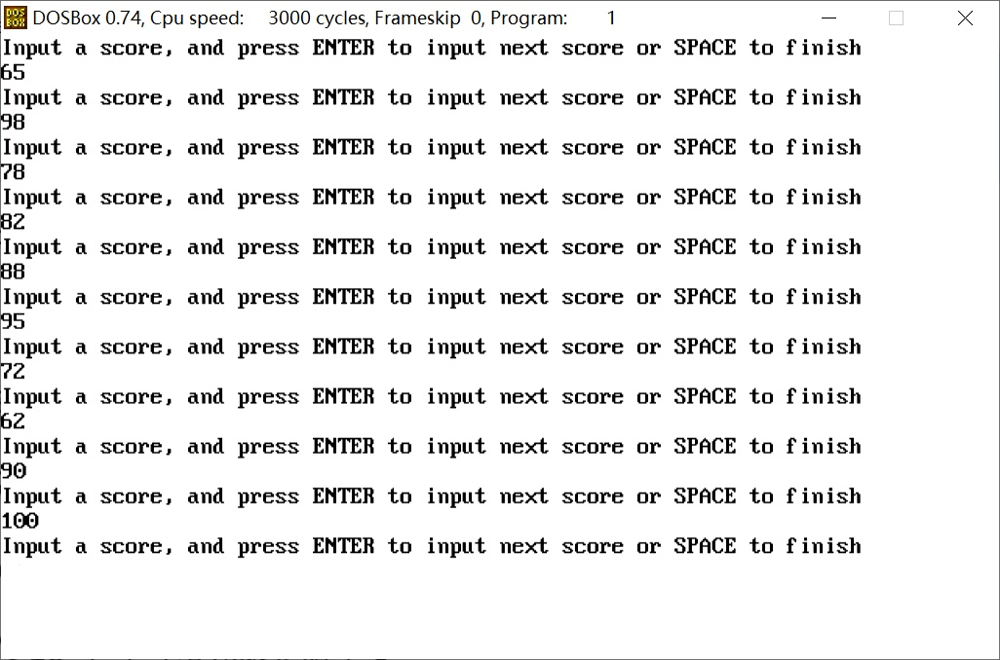 DOS BOX
DOSBox 0.74, Cpu speed: 3000 cycles, Frameskip 0, Program: 1
Input a score, and press ENTER to input next score or SPACE to finish
65
Input a score, and press ENTER to input next score or SPACE to finish
98
Input a score, and press ENTER to input next score or SPACE to finish
78
Input a score, and press ENTER to input next score or SPACE to finish
82
Input a score, and press ENTER to input next score or SPACE to finish
88
Input a score, and press ENTER to input next score or SPACE to finish
95
Input a score, and press ENTER to input next score or SPACE to finish
72
Input a score, and press ENTER to input next score or SPACE to finish
62
Input a score, and press ENTER to input next score or SPACE to finish
90
Input a score, and press ENTER to input next score or SPACE to finish
100
Input a score, and press ENTER to input next score or SPACE to finish